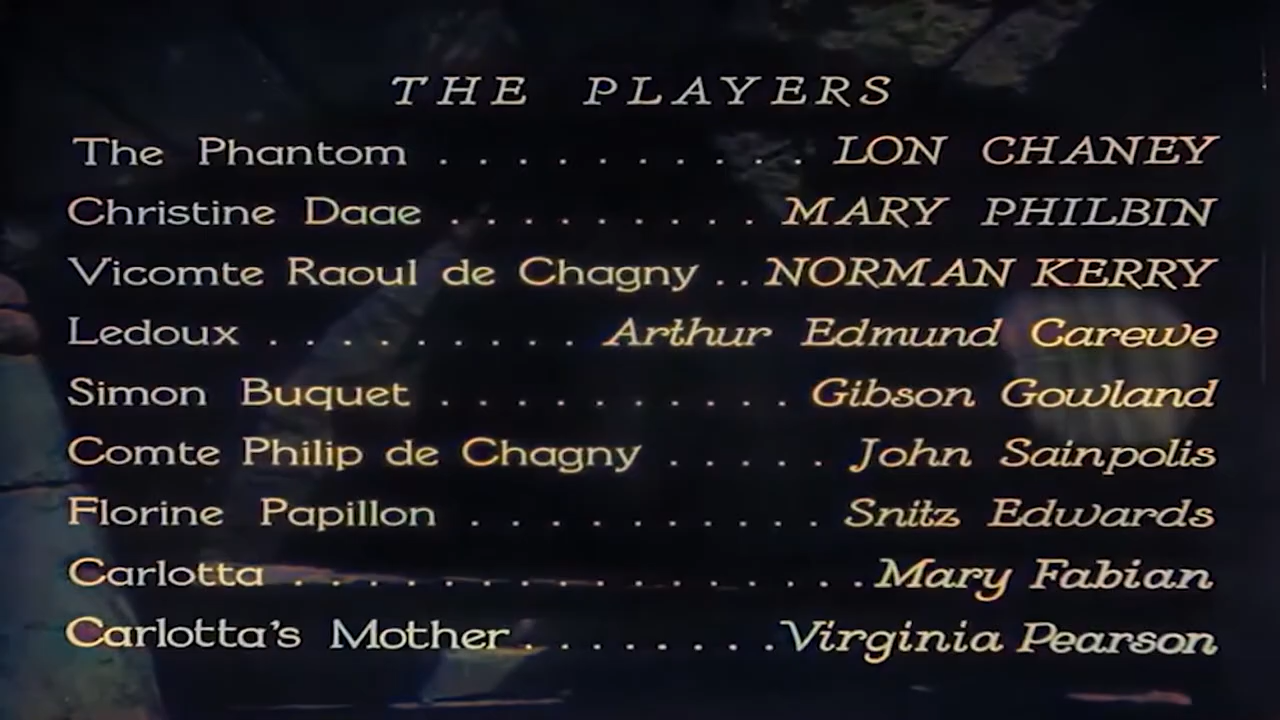 THE PLAYERS
The Phantom . . . . . . . . . . . LON CHANEY
Christine Daae . . . . . . . . . MARY PHILBIN
Vicomte Raoul de Chagny . . NORMAN KERRY
Ledoux . . . . . . . . . Arthur Edmund Carewe
Simon Buquet . . . . . . . . . . Gibson Gowland
Comte Philip de Chagny . . . . . John Sainpolis
Florine Papillon . . . . . . . . . . Snitz Edwards
Carlotta . . . . . . . . . . . . . . . . . Mary Fabian
Carlotta's Mother . . . . . . . . Virginia Pearson